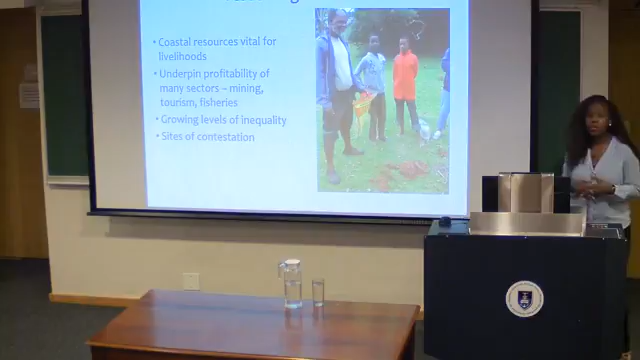 • Coastal resources vital for
livelihoods
• Underpin profitability of
many sectors – mining,
tourism, fisheries
• Growing levels of inequality
• Sites of contestation